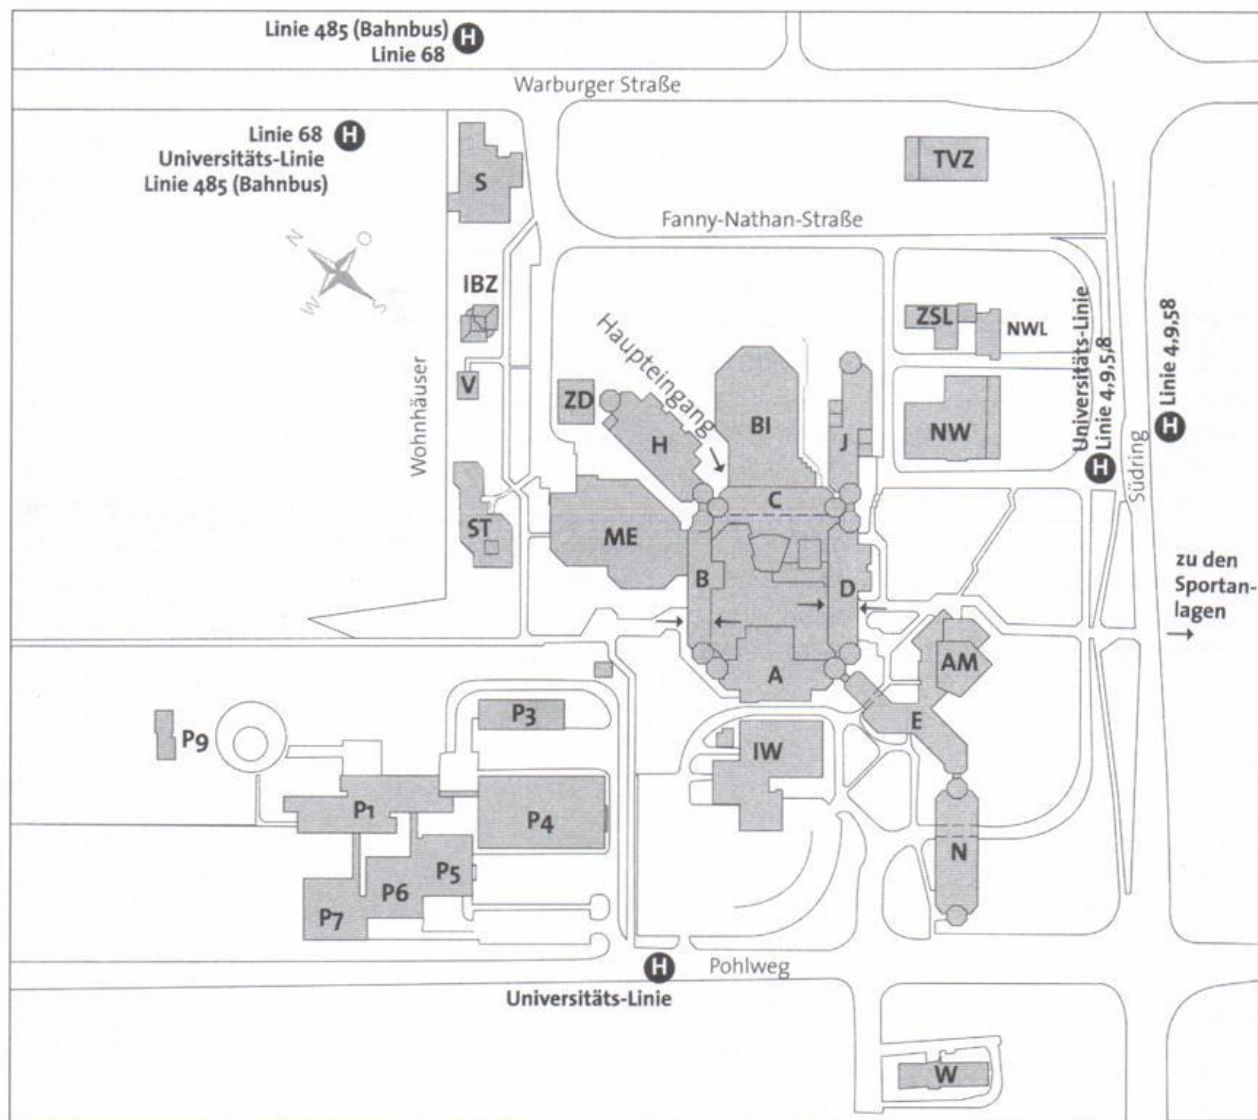 Linie 485 (Bahnbus)
Linie 68
H
Warburger Straße
Linie 68
Universitäts-Linie
Linie 485 (Bahnbus)
H
S
TVZ
Fanny-Nathan-Straße
N
O
W
S
IBZ
ZSL
NWL
Universitäts-Linie
Linie 4,9,5,8
H
Linie 4,9,58
H
Südring
Wohnhäuser
V
ZD
Haupteingang
H
BI
J
NW
C
ST
ME
B
D
zu den
Sportan-
lagen
A
AM
E
P3
P9
IW
P1
P4
N
P5
P6
P7
H
Pohlweg
Universitäts-Linie
W